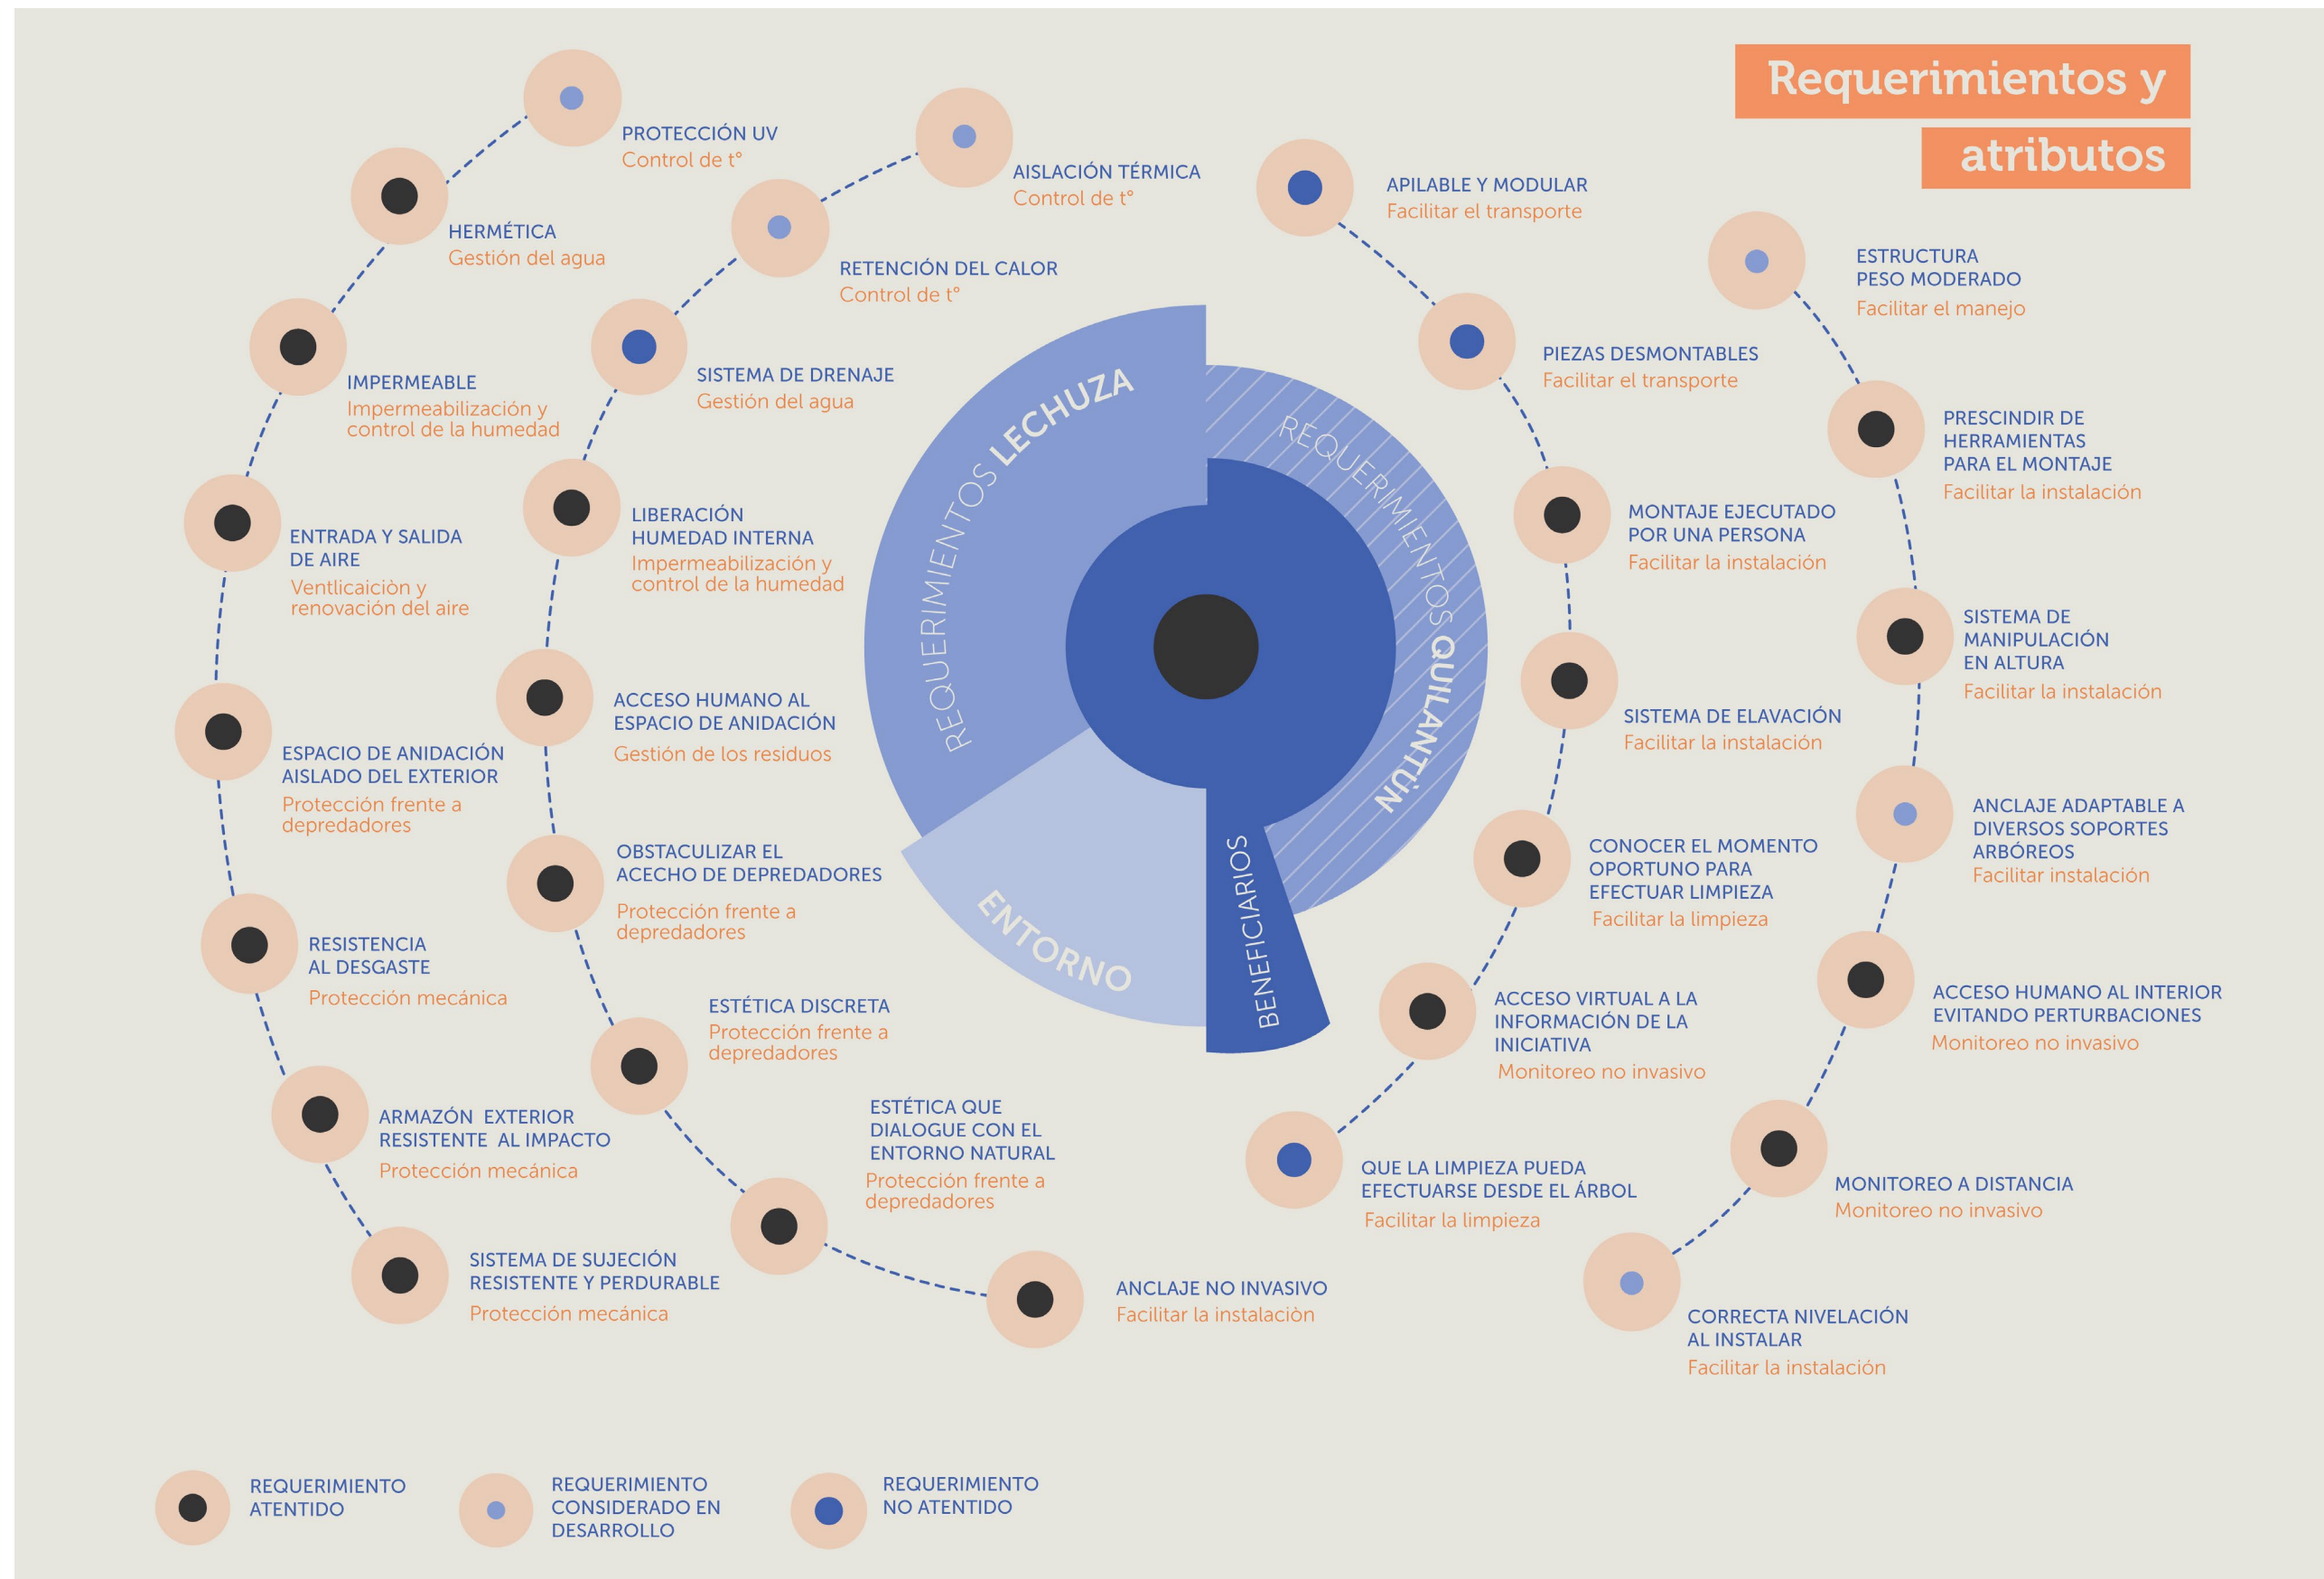 Requerimientos y
atributos
PROTECCIÓN UV
Control de t°
HERMÉTICA
Gestión del agua
IMPERMEABLE
Impermeabilización y
control de la humedad
ENTRADA Y SALIDA
DE AIRE
Ventlicaiciòn y
renovación del aire
ESPACIO DE ANIDACIÓN
AISLADO DEL EXTERIOR
Protección frente a
depredadores
RESISTENCIA
AL DESGASTE
Protección mecánica
ARMAZÓN EXTERIOR
RESISTENTE AL IMPACTO
Protección mecánica
SISTEMA DE SUJECIÓN
RESISTENTE Y PERDURABLE
Protección mecánica
AISLACIÓN TÉRMICA
Control de t°
RETENCIÓN DEL CALOR
Control de t°
SISTEMA DE DRENAJE
Gestión del agua
LIBERACIÓN
HUMEDAD INTERNA
Impermeabilización y
control de la humedad
ACCESO HUMANO AL
ESPACIO DE ANIDACIÓN
Gestión de los residuos
OBSTACULIZAR EL
ACECHO DE DEPREDADORES
Protección frente a
depredadores
ESTÉTICA DISCRETA
Protección frente a
depredadores
ESTÉTICA QUE
DIALOGUE CON EL
ENTORNO NATURAL
Protección frente a
depredadores
ANCLAJE NO INVASIVO
Facilitar la instalaciòn
REQUERIMIENTOS LECHUZA
REQUERIMIENTOS QUILANTÙN
ENTORNO
BENEFICIARIOS
APILABLE Y MODULAR
Facilitar el transporte
PIEZAS DESMONTABLES
Facilitar el transporte
MONTAJE EJECUTADO
POR UNA PERSONA
Facilitar la instalación
SISTEMA DE ELAVACIÓN
Facilitar la instalación
CONOCER EL MOMENTO
OPORTUNO PARA
EFECTUAR LIMPIEZA
Facilitar la limpieza
ACCESO VIRTUAL A LA
INFORMACIÓN DE LA
INICIATIVA
Monitoreo no invasivo
QUE LA LIMPIEZA PUEDA
EFECTUARSE DESDE EL ÁRBOL
Facilitar la limpieza
ESTRUCTURA
PESO MODERADO
Facilitar el manejo
PRESCINDIR DE
HERRAMIENTAS
PARA EL MONTAJE
Facilitar la instalación
SISTEMA DE
MANIPULACIÓN
EN ALTURA
Facilitar la instalación
ANCLAJE ADAPTABLE A
DIVERSOS SOPORTES
ARBÓREOS
Facilitar instalación
ACCESO HUMANO AL INTERIOR
EVITANDO PERTURBACIONES
Monitoreo no invasivo
MONITOREO A DISTANCIA
Monitoreo no invasivo
CORRECTA NIVELACIÓN
AL INSTALAR
Facilitar la instalación
REQUERIMIENTO
ATENTIDO
REQUERIMIENTO
CONSIDERADO EN
DESARROLLO
REQUERIMIENTO
NO ATENTIDO